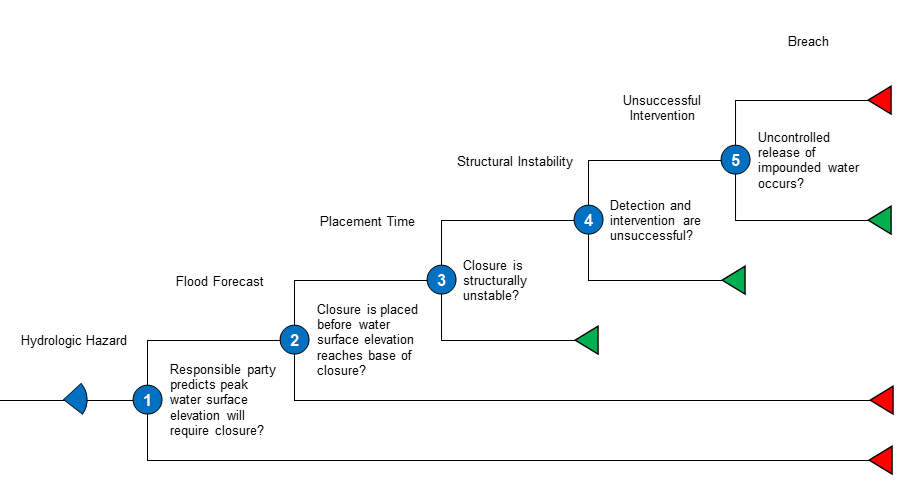 Breach
Unsuccessful
Intervention
5
Uncontrolled
release of
impounded water
occurs?
Structural Instability
4
Detection and
intervention are
unsuccessful?
Placement Time
3
Closure is
structurally
unstable?
Flood Forecast
2
Closure is placed
before water
surface elevation
reaches base of
closure?
Hydrologic Hazard
1
Responsible party
predicts peak
water surface
elevation will
require closure?